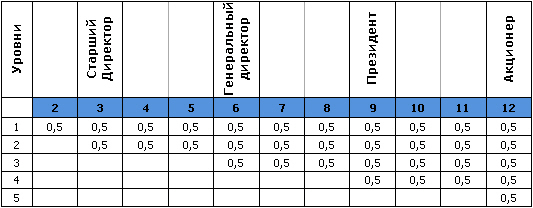 Уровни
Старший Директор
Генеральный директор
Президент
Акционер
2 3 4 5 6 7 8 9 10 11 12
1 0,5 0,5 0,5 0,5 0,5 0,5 0,5 0,5 0,5 0,5 0,5
2 0,5 0,5 0,5 0,5 0,5 0,5 0,5 0,5 0,5 0,5
3 0,5 0,5 0,5 0,5 0,5 0,5 0,5
4 0,5 0,5 0,5 0,5
5 0,5